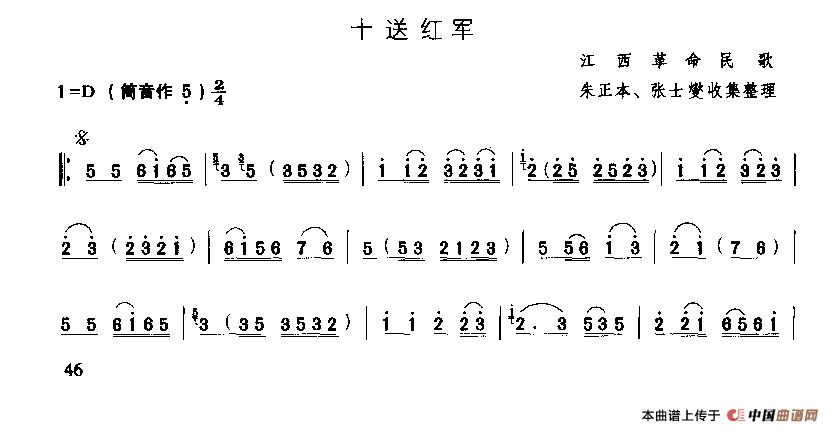 十送红军
江西革命民歌
1=D (筒音作 5̣) 2/4
朱正本、张士燮收集整理
𝄋
‖: 5 5 6 i̇ 6 5 | 3 5 (3 5 3 2) | i̇ i̇ 2̇ 3̇ 2̇ 3̇ i̇ | 2̇ (2̇ 5̇ 2̇ 5̇ 2̇ 3̇) | i̇ i̇ 2̇ 3̇ 2̇ 3̇ |
2̇ 3̇ (2̇ 3̇ 2̇ i̇) | 6 i̇ 5 6 7 6 | 5 (5 3 2 1 2 3) | 5 5 6 i̇ 3̇ | 2̇ i̇ (7 6) |
5 5 6 i̇ 6 5 | 3 (3 5 3 5 3 2) | i̇ i̇ 2̇ 2̇ 3̇ | 2̇ . 3 5 3 5 | 2̇ 2̇ i̇ 6 5 6 i̇ |
46
本曲谱上传于 中国曲谱网